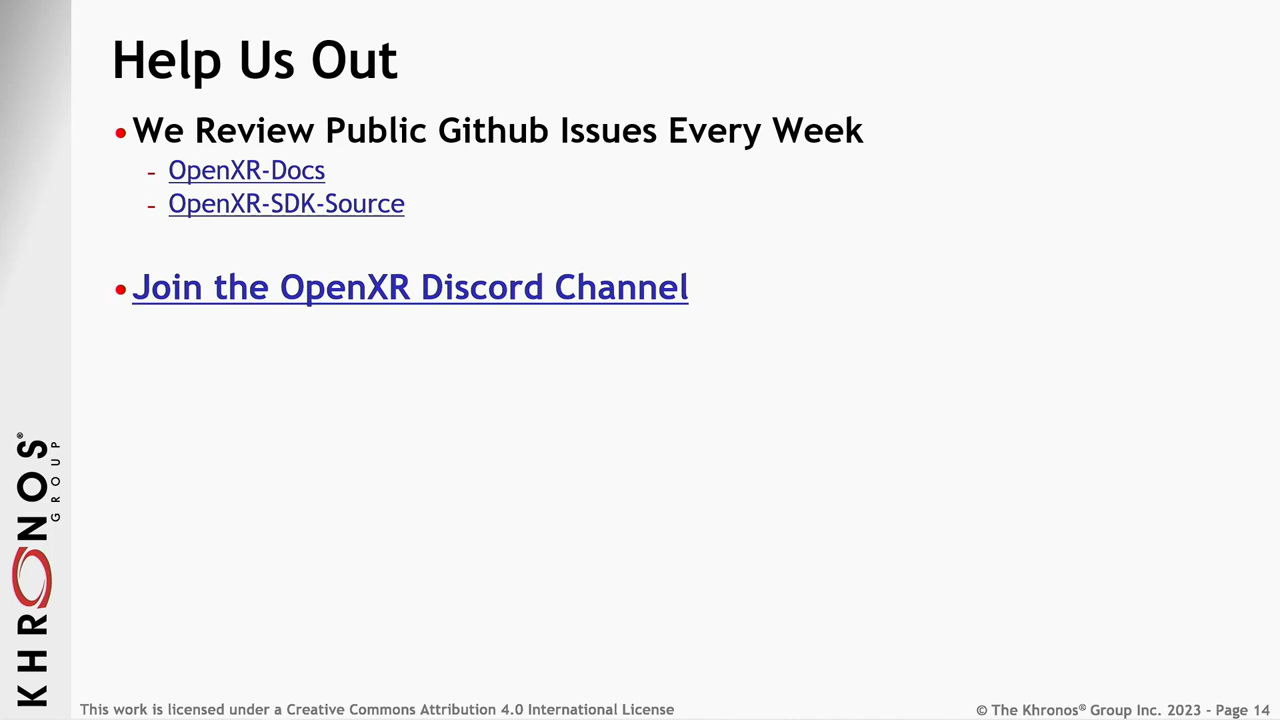 Help Us Out
•We Review Public Github Issues Every Week
- OpenXR-Docs
- OpenXR-SDK-Source
•Join the OpenXR Discord Channel
KHRONOS®
GROUP
This work is licensed under a Creative Commons Attribution 4.0 International License
© The Khronos® Group Inc. 2023 - Page 14